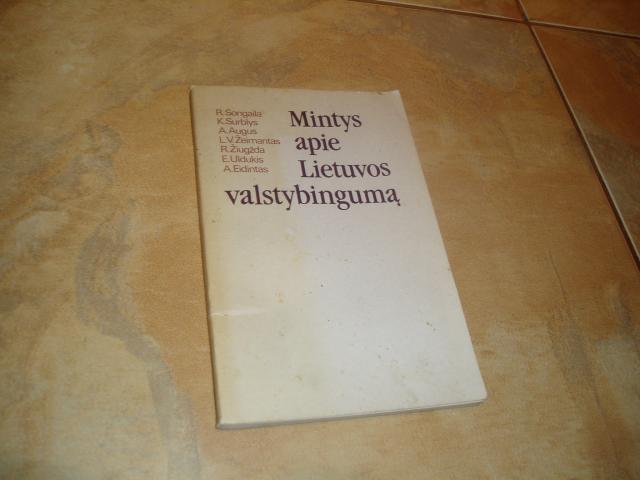 R. Songaila
K. Surblys
A. Augus
L. V. Žeimantas
R. Žiugžda
E. Uldukis
A. Eidintas
Mintys
apie
Lietuvos
valstybingumą